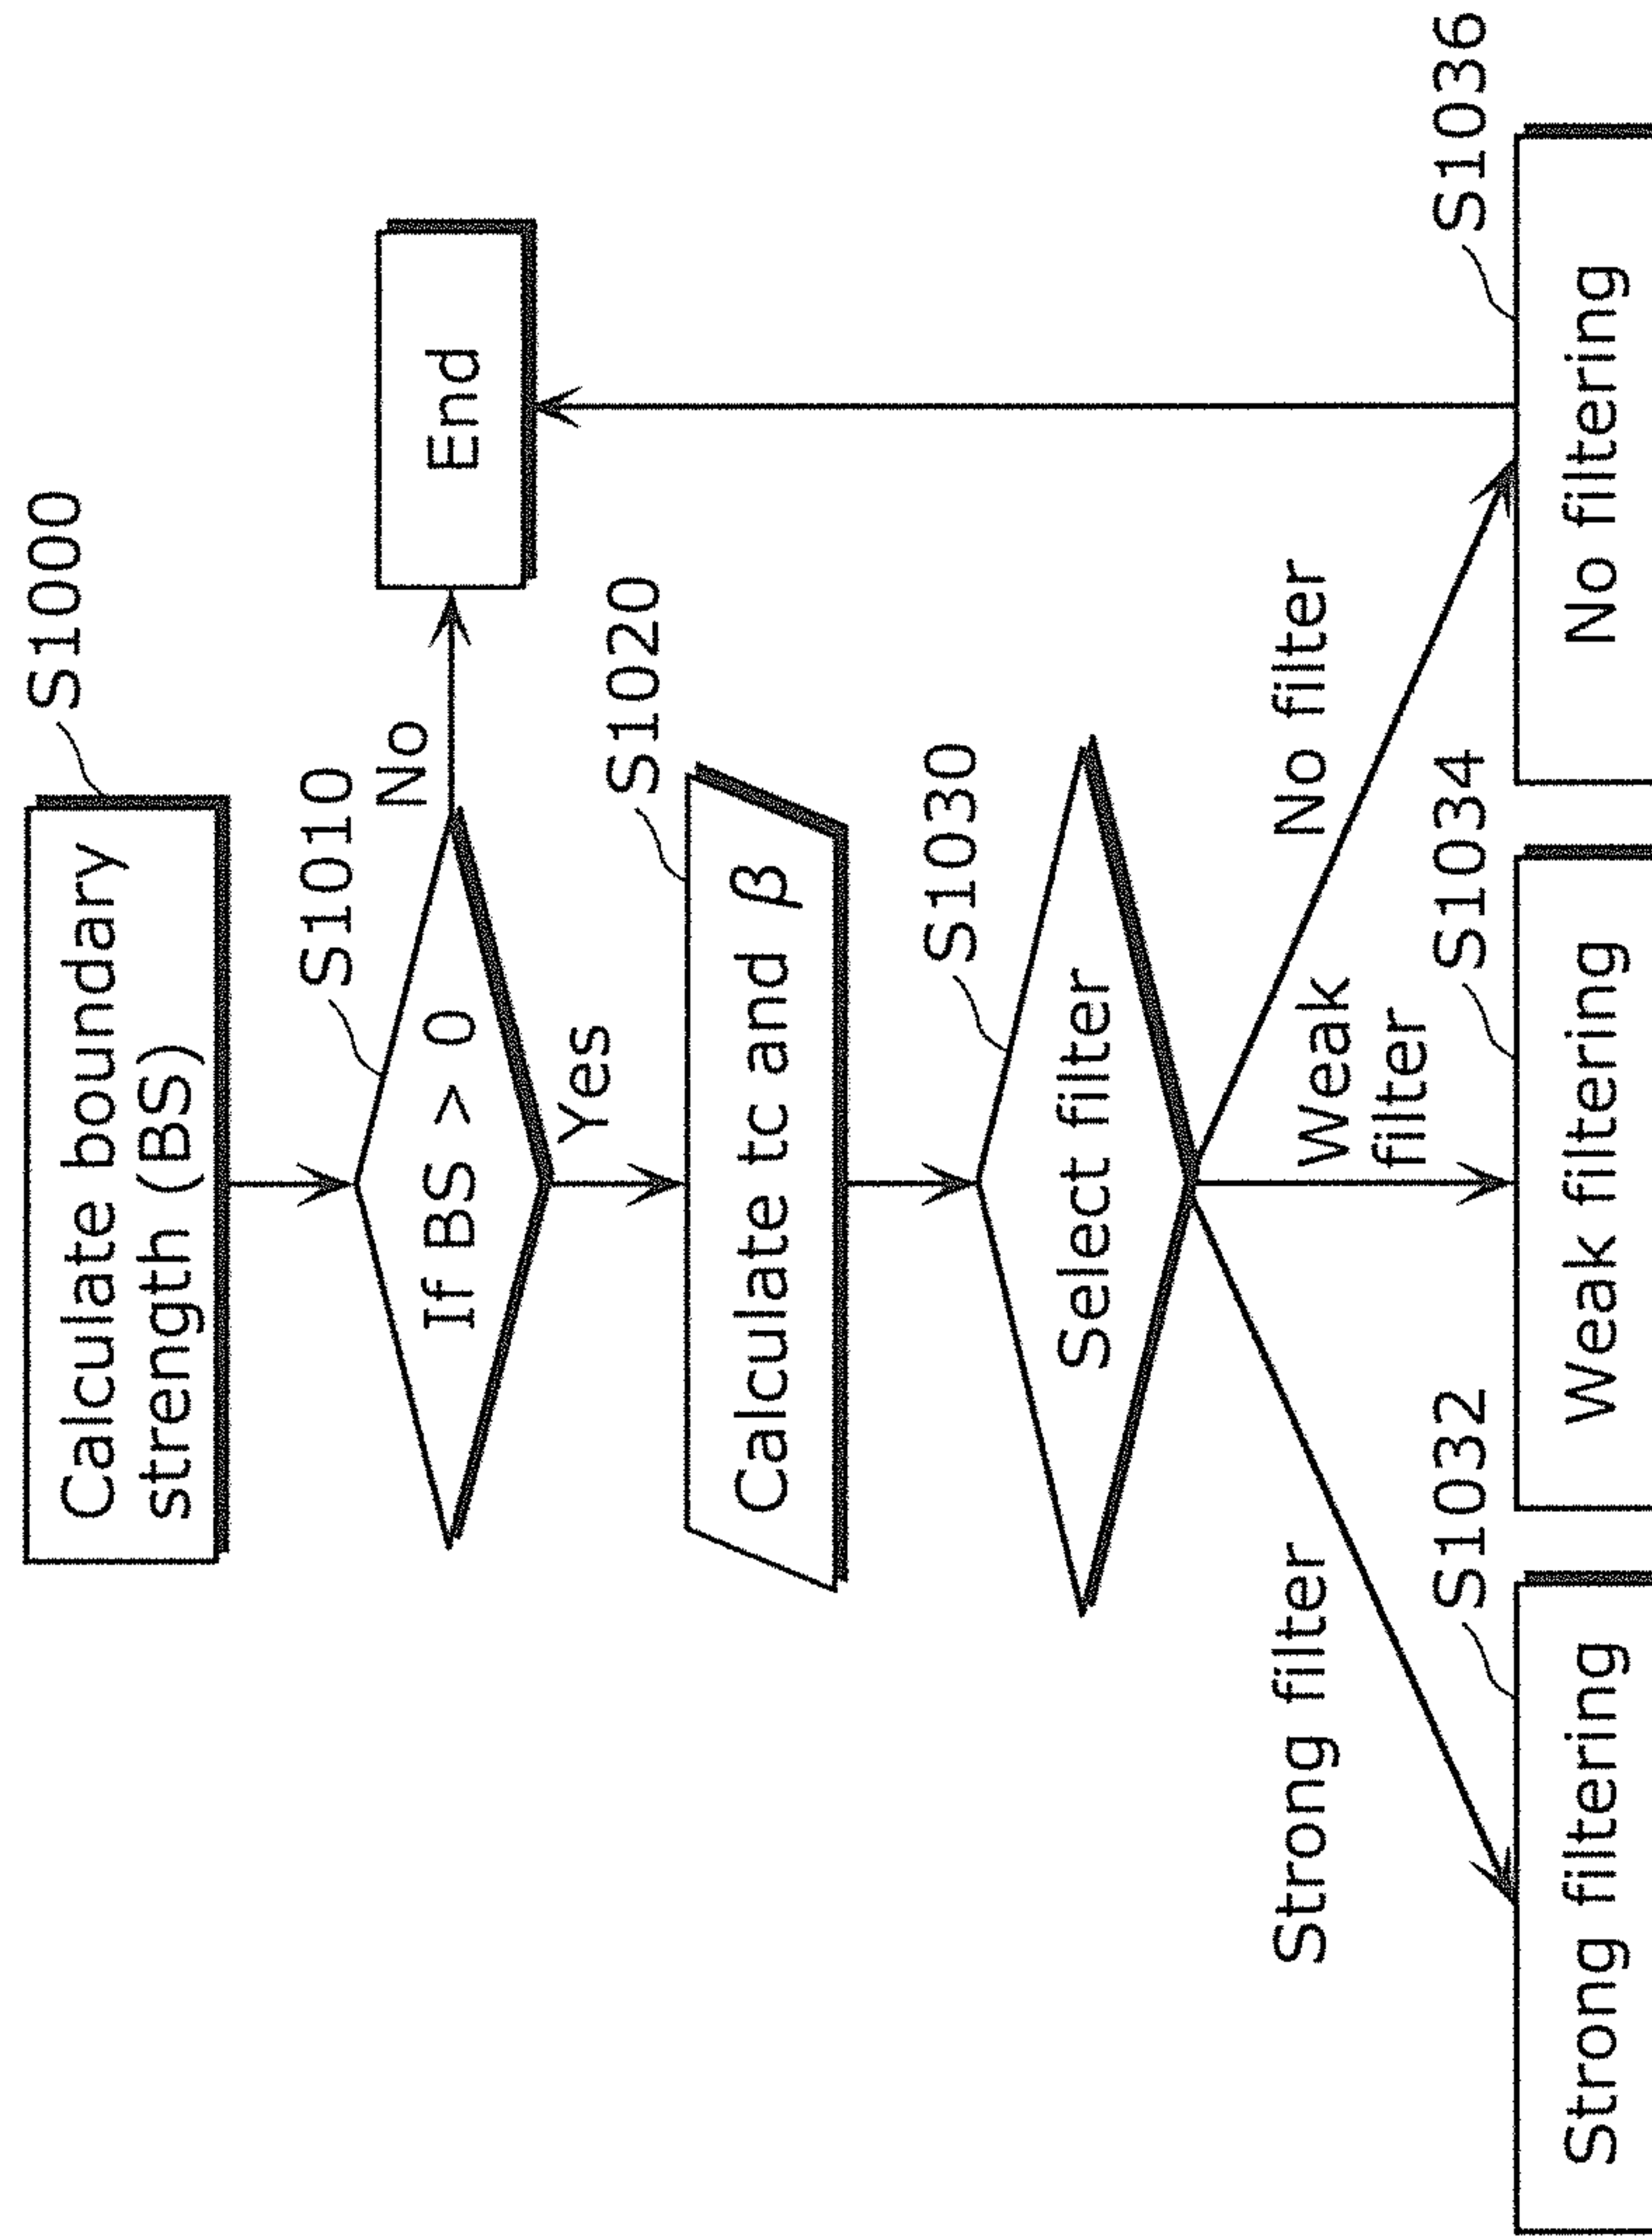 Calculate boundary
strength (BS)
S1000
If BS > 0
S1010
No
End
Yes
Calculate tc and β
S1020
Select filter
S1030
Strong filter
Weak
filter
No filter
Strong filtering
S1032
Weak filtering
S1034
No filtering
S1036